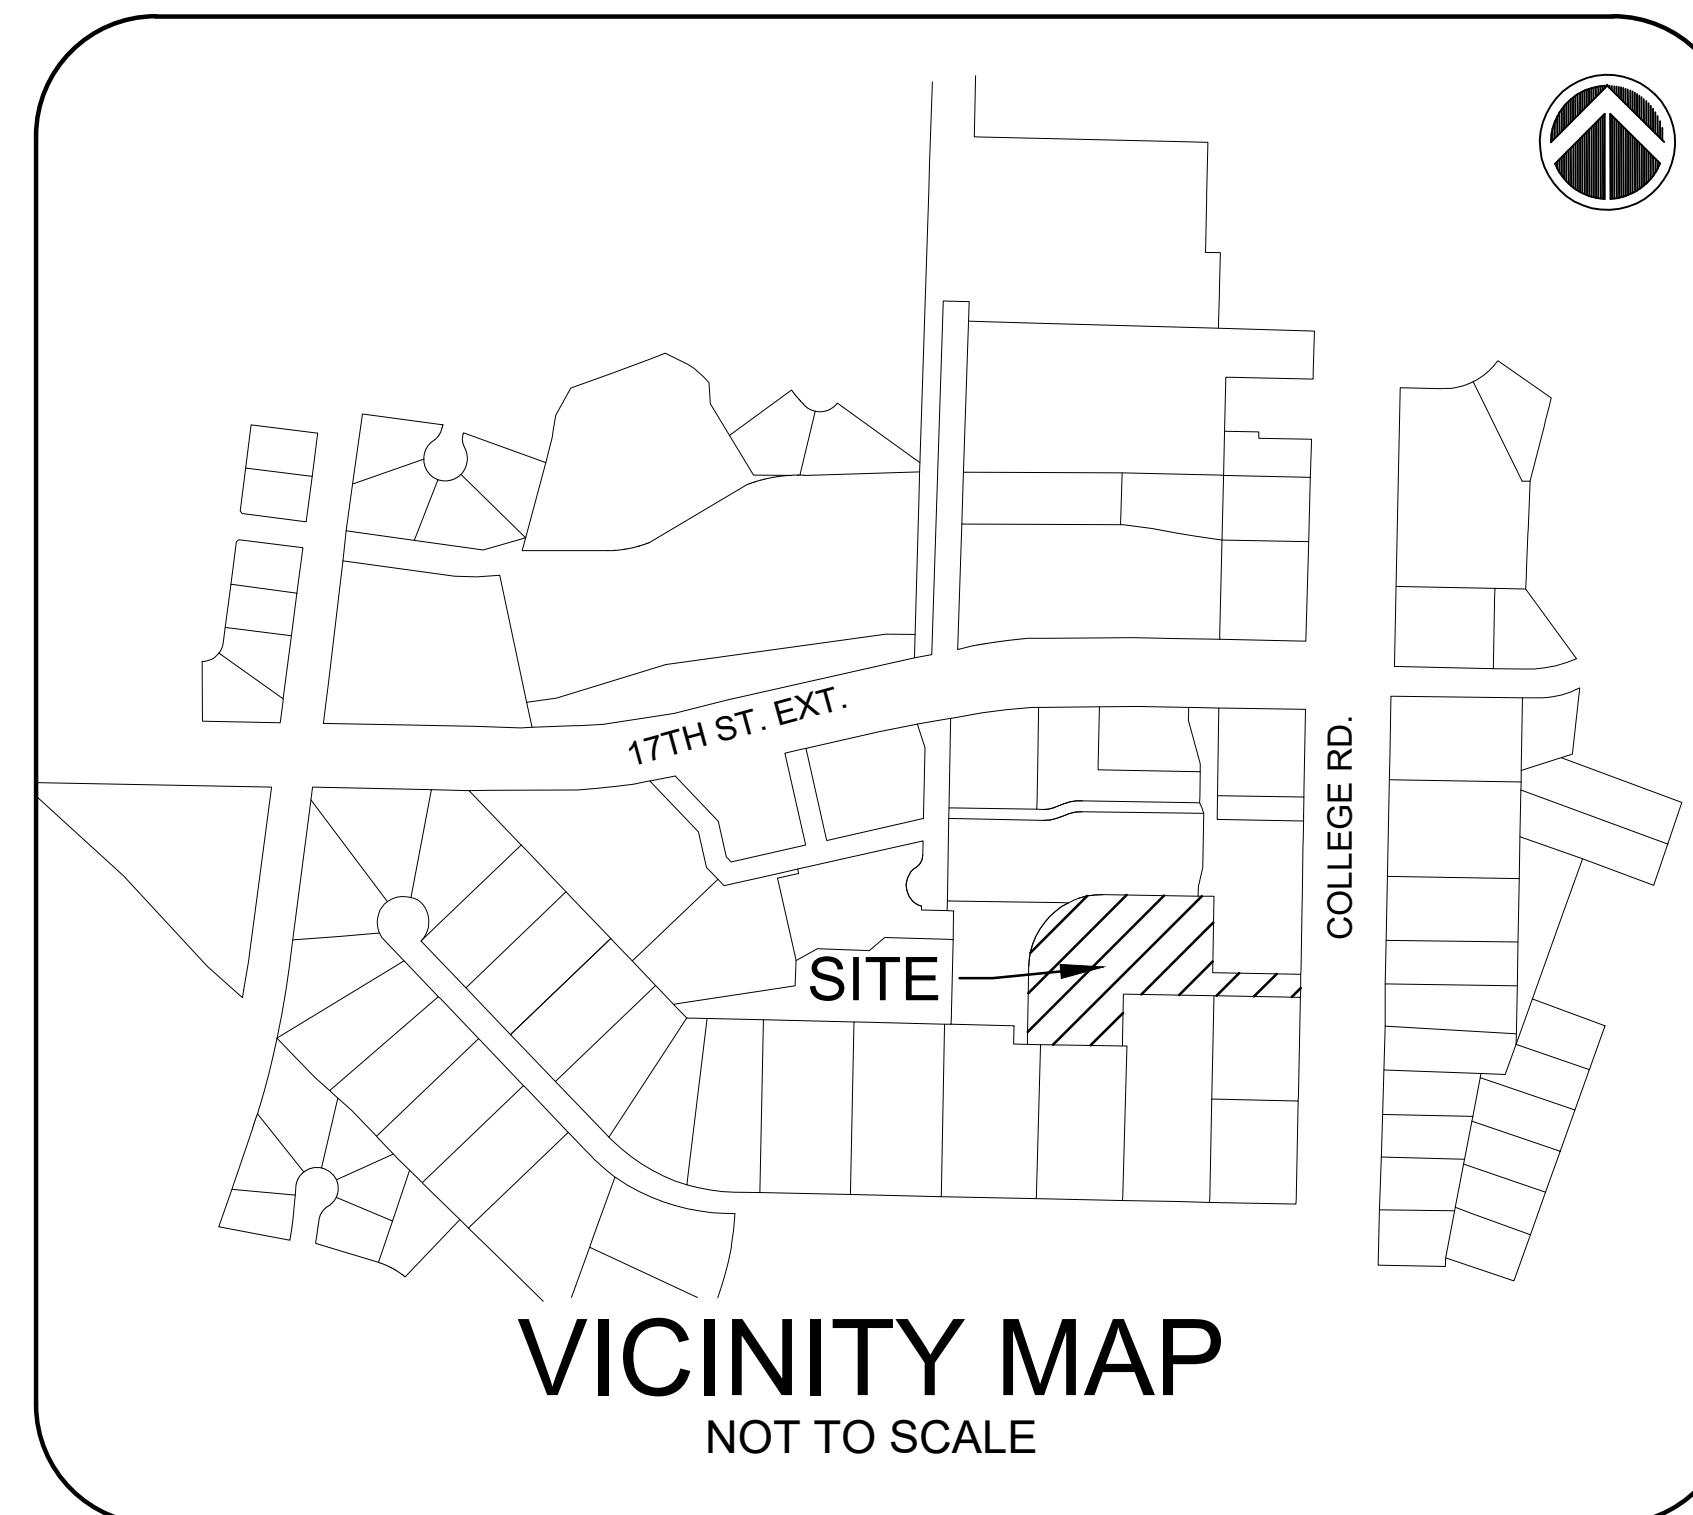 17TH ST. EXT.
COLLEGE RD.
SITE
VICINITY MAP
NOT TO SCALE